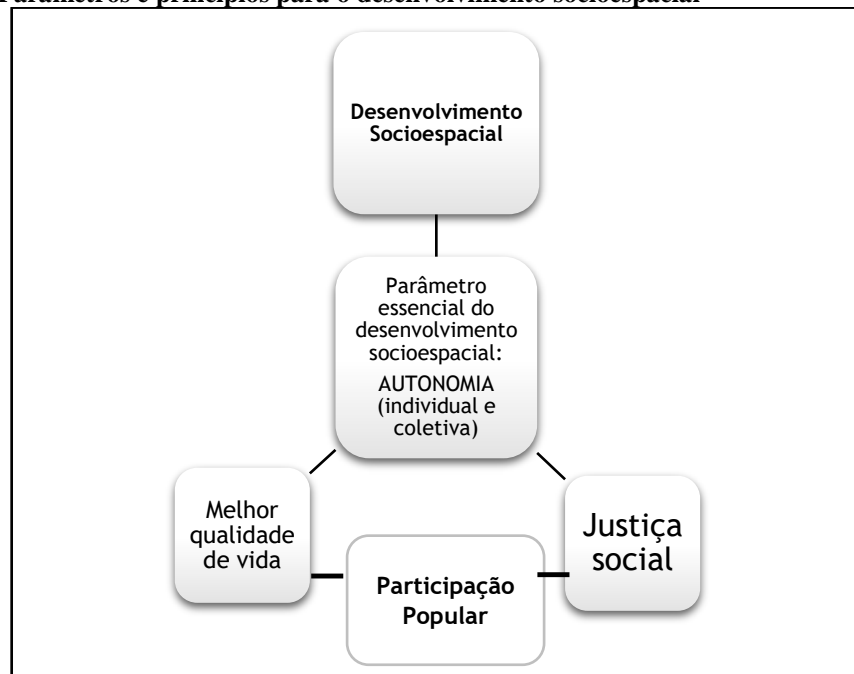 Parâmetros e princípios para o desenvolvimento socioespacial
Desenvolvimento
Socioespacial
Parâmetro
essencial do
desenvolvimento
socioespacial:
AUTONOMIA
(individual e
coletiva)
Melhor
qualidade
de vida
Justiça
social
Participação
Popular